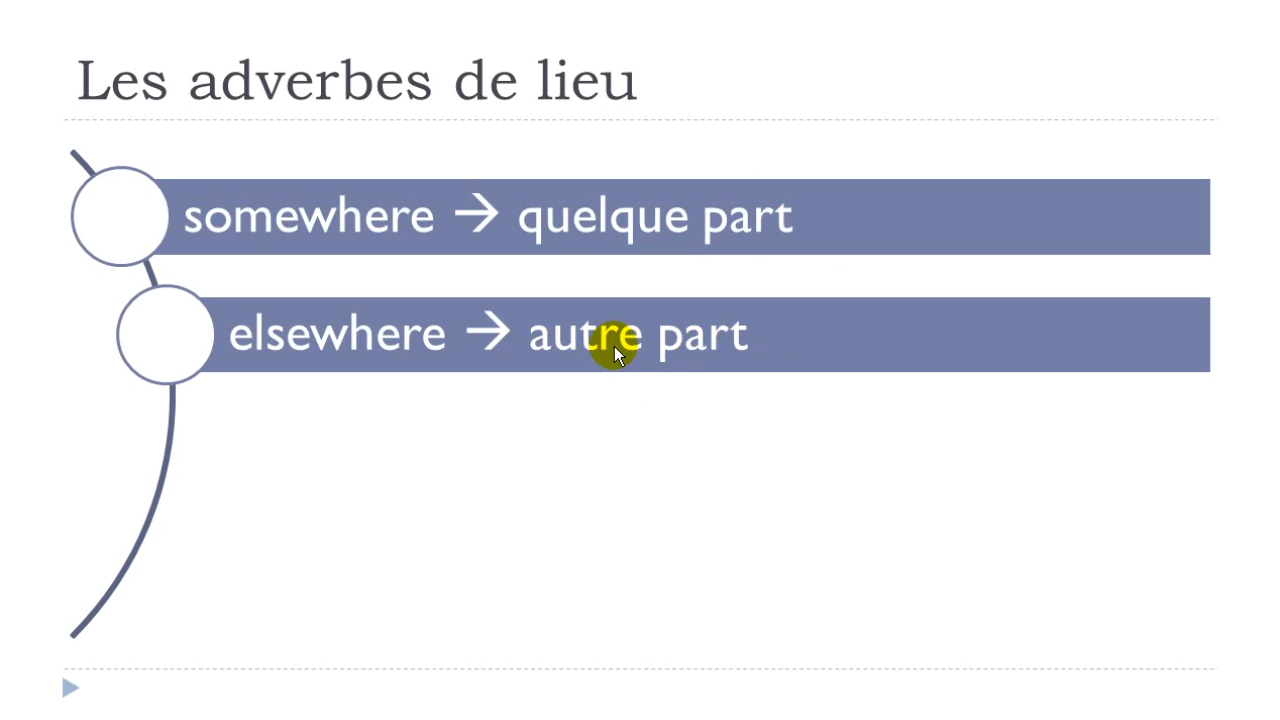 Les adverbes de lieu
somewhere → quelque part
elsewhere → autre part